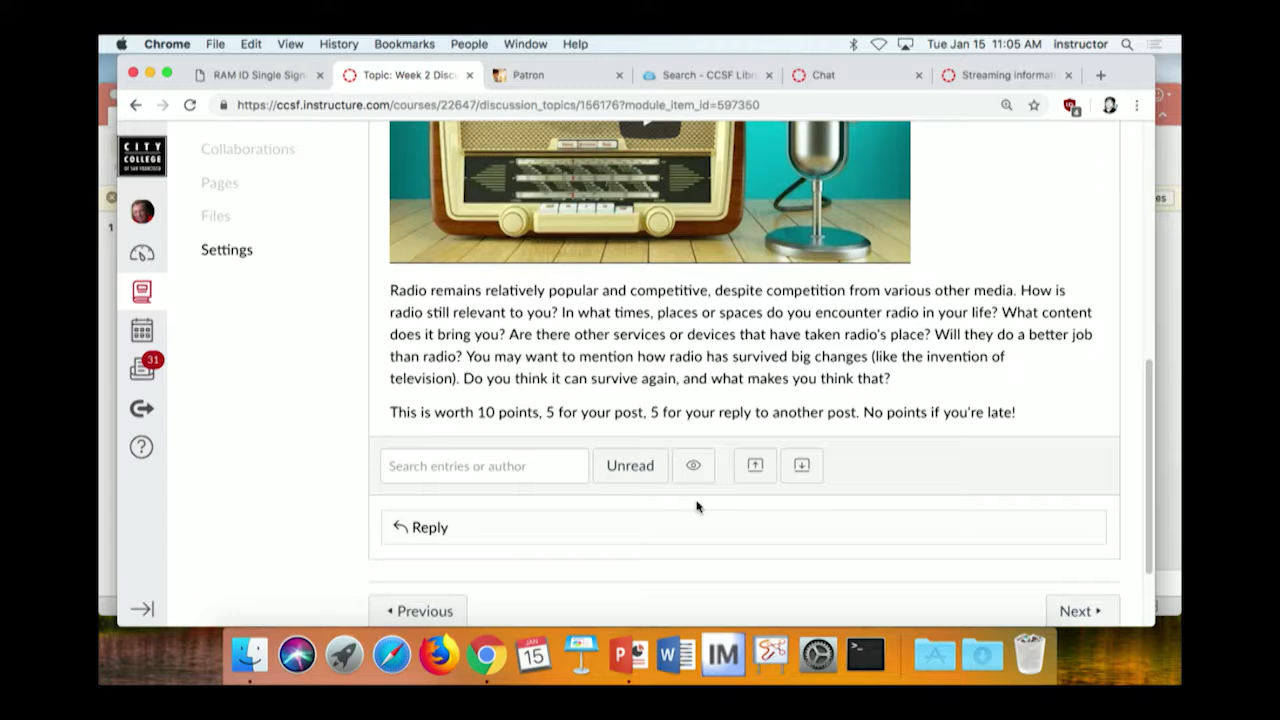 Chrome File Edit View History Bookmarks People Window Help Tue Jan 15 11:05 AM instructor
RAM ID Single Sign Topic: Week 2 Disc Patron Search - CCSF Libr Chat Streaming informat
https://ccsf.instructure.com/courses/22647/discussion_topics/156176?module_item_id=597350
CITY
COLLEGE
OF SAN FRANCISCO
Collaborations
Pages
Files
Settings
31
1
es
Radio remains relatively popular and competitive, despite competition from various other media. How is
radio still relevant to you? In what times, places or spaces do you encounter radio in your life? What content
does it bring you? Are there other services or devices that have taken radio's place? Will they do a better job
than radio? You may want to mention how radio has survived big changes (like the invention of
television). Do you think it can survive again, and what makes you think that?
This is worth 10 points, 5 for your post, 5 for your reply to another post. No points if you're late!
Search entries or author Unread
Reply
Previous Next
JAN
15
P W IM